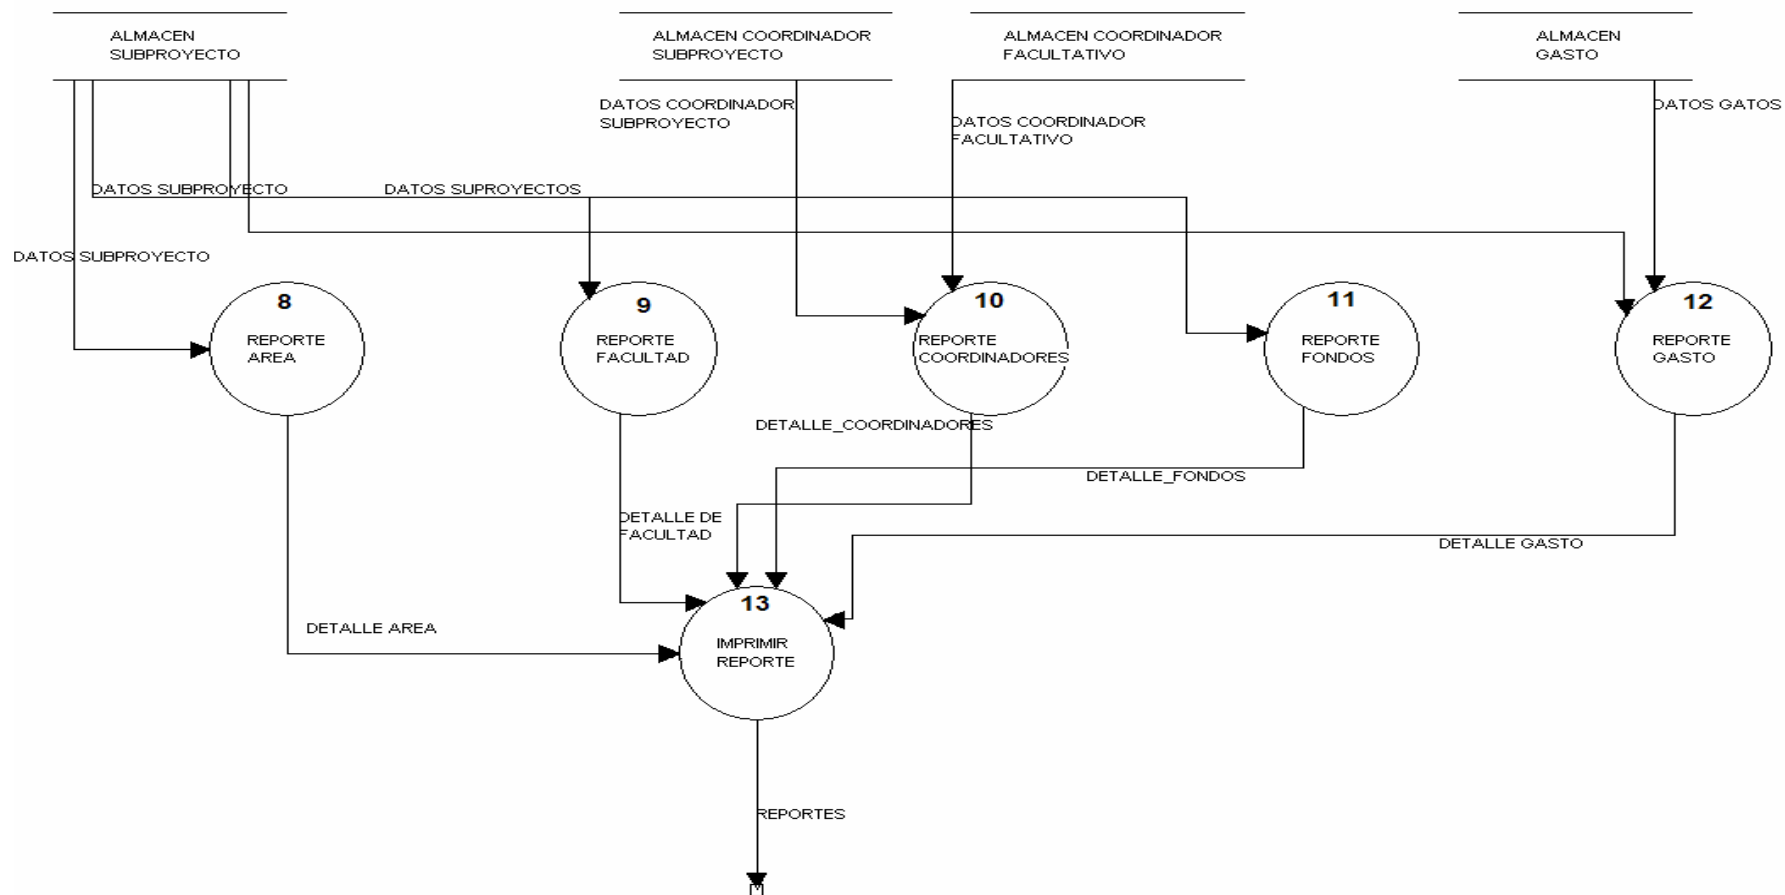 ALMACEN
SUBPROYECTO
ALMACEN COORDINADOR
SUBPROYECTO
ALMACEN COORDINADOR
FACULTATIVO
ALMACEN
GASTO
DATOS COORDINADOR
SUBPROYECTO
DATOS COORDINADOR
FACULTATIVO
DATOS GATOS
DATOS SUBPROYECTO
DATOS SUPROYECTOS
DATOS SUBPROYECTO
8
REPORTE
AREA
9
REPORTE
FACULTAD
10
REPORTE
COORDINADORES
11
REPORTE
FONDOS
12
REPORTE
GASTO
DETALLE_COORDINADORES
DETALLE_FONDOS
DETALLE DE
FACULTAD
DETALLE GASTO
13
IMPRIMIR
REPORTE
DETALLE AREA
REPORTES